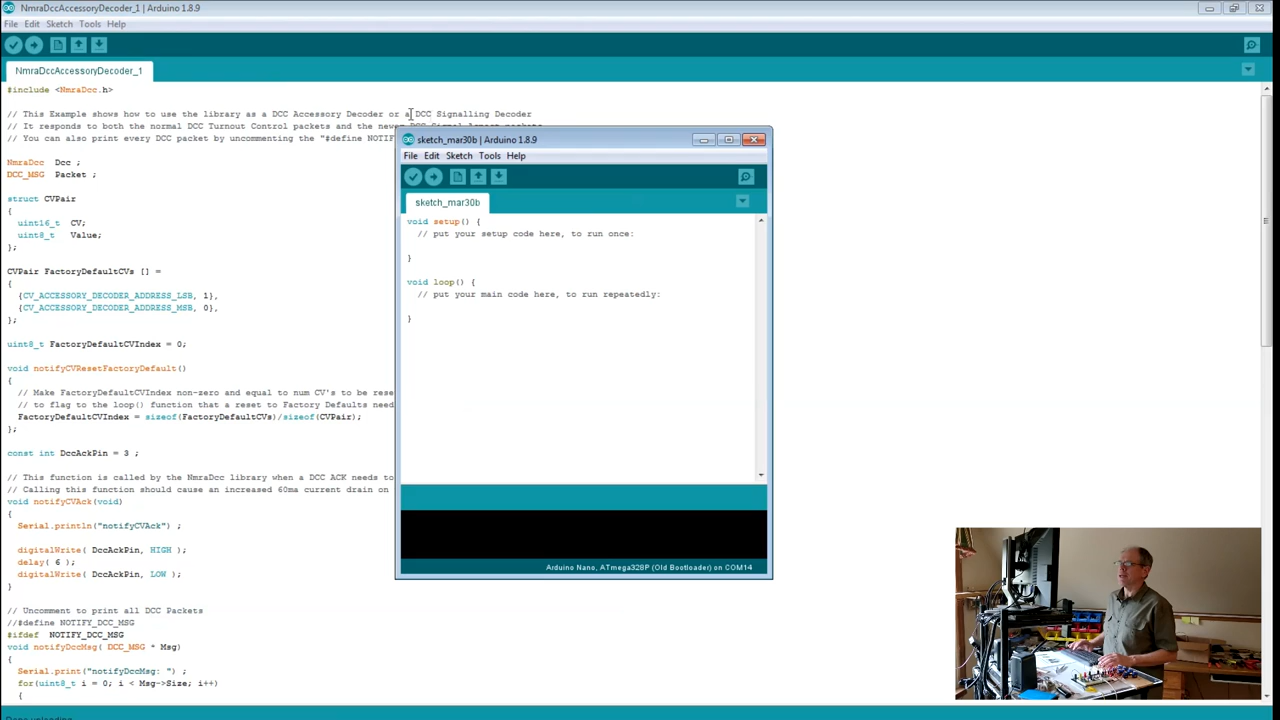 NmraDccAccessoryDecoder_1 | Arduino 1.8.9
File Edit Sketch Tools Help
NmraDccAccessoryDecoder_1
#include <NmraDcc.h>
// This Example shows how to use the library as a DCC Accessory Decoder or a DCC Signalling Decoder
// It responds to both the normal DCC Turnout Control packets and the newer DCC Signal Aspect packets
// You can also print every DCC packet by uncommenting the "#define NOTIF
NmraDcc Dcc ;
DCC_MSG Packet ;
struct CVPair
{
uint16_t CV;
uint8_t Value;
};
CVPair FactoryDefaultCVs [] =
{
{CV_ACCESSORY_DECODER_ADDRESS_LSB, 1},
{CV_ACCESSORY_DECODER_ADDRESS_MSB, 0},
};
uint8_t FactoryDefaultCVIndex = 0;
void notifyCVResetFactoryDefault()
{
// Make FactoryDefaultCVIndex non-zero and equal to num CV's to be rese
// to flag to the loop() function that a reset to Factory Defaults need
FactoryDefaultCVIndex = sizeof(FactoryDefaultCVs)/sizeof(CVPair);
};
const int DccAckPin = 3 ;
// This function is called by the NmraDcc library when a DCC ACK needs to
// Calling this function should cause an increased 60ma current drain on
void notifyCVAck(void)
{
Serial.println("notifyCVAck") ;
digitalWrite( DccAckPin, HIGH );
delay( 6 );
digitalWrite( DccAckPin, LOW );
}
// Uncomment to print all DCC Packets
//#define NOTIFY_DCC_MSG
#ifdef NOTIFY_DCC_MSG
void notifyDccMsg( DCC_MSG * Msg)
{
Serial.print("notifyDccMsg: ") ;
for(uint8_t i = 0; i < Msg->Size; i++)
{
Done uploading.
sketch_mar30b | Arduino 1.8.9
File Edit Sketch Tools Help
sketch_mar30b
void setup() {
// put your setup code here, to run once:
}
void loop() {
// put your main code here, to run repeatedly:
}
Arduino Nano, ATmega328P (Old Bootloader) on COM14